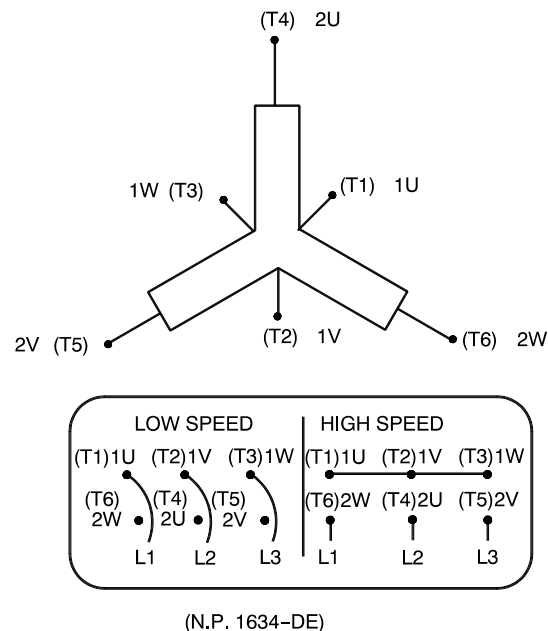 (T4) 2U
1W (T3)
(T1) 1U
2V (T5)
(T2) 1V
(T6) 2W
LOW SPEED
HIGH SPEED
(T1)1U (T2)1V (T3)1W
(T1)1U (T2)1V (T3)1W
(T6) (T4) (T5)
2W 2U 2V
(T6)2W (T4)2U (T5)2V
L1 L2 L3
L1 L2 L3
(N.P. 1634-DE)